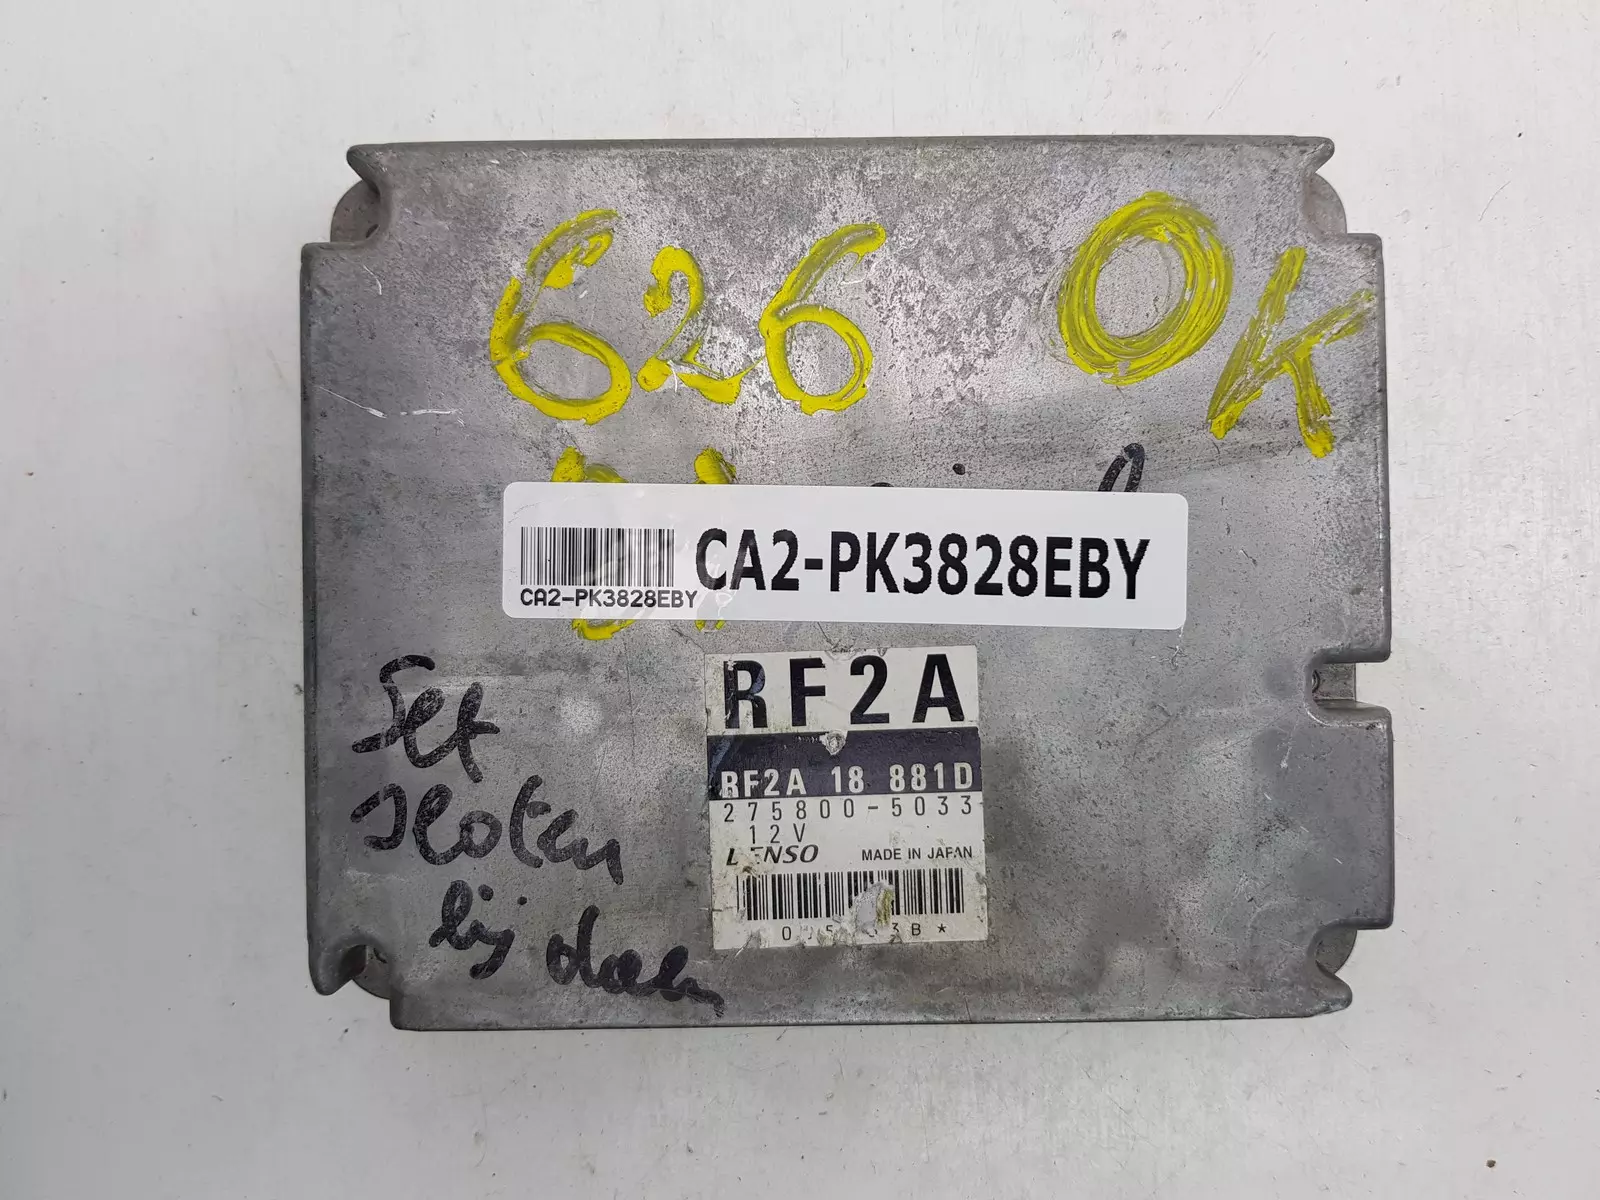 626 OK
CA2-PK3828EBY
CA2-PK3828EBY
RF2A
RF2A 18 881D
275800-5033
12V
DENSO MADE IN JAPAN
Set
sloten
bij doen